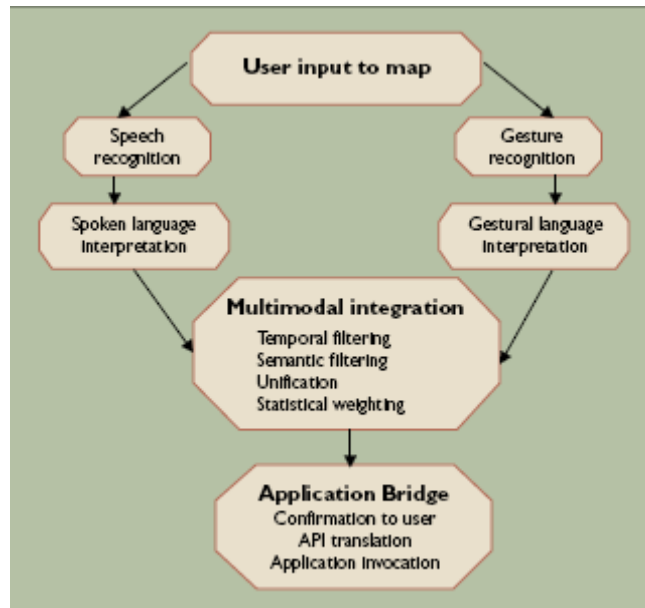 User input to map
Speech
recognition
Gesture
recognition
Spoken language
interpretation
Gestural language
interpretation
Multimodal integration
Temporal filtering
Semantic filtering
Unification
Statistical weighting
Application Bridge
Confirmation to user
API translation
Application invocation